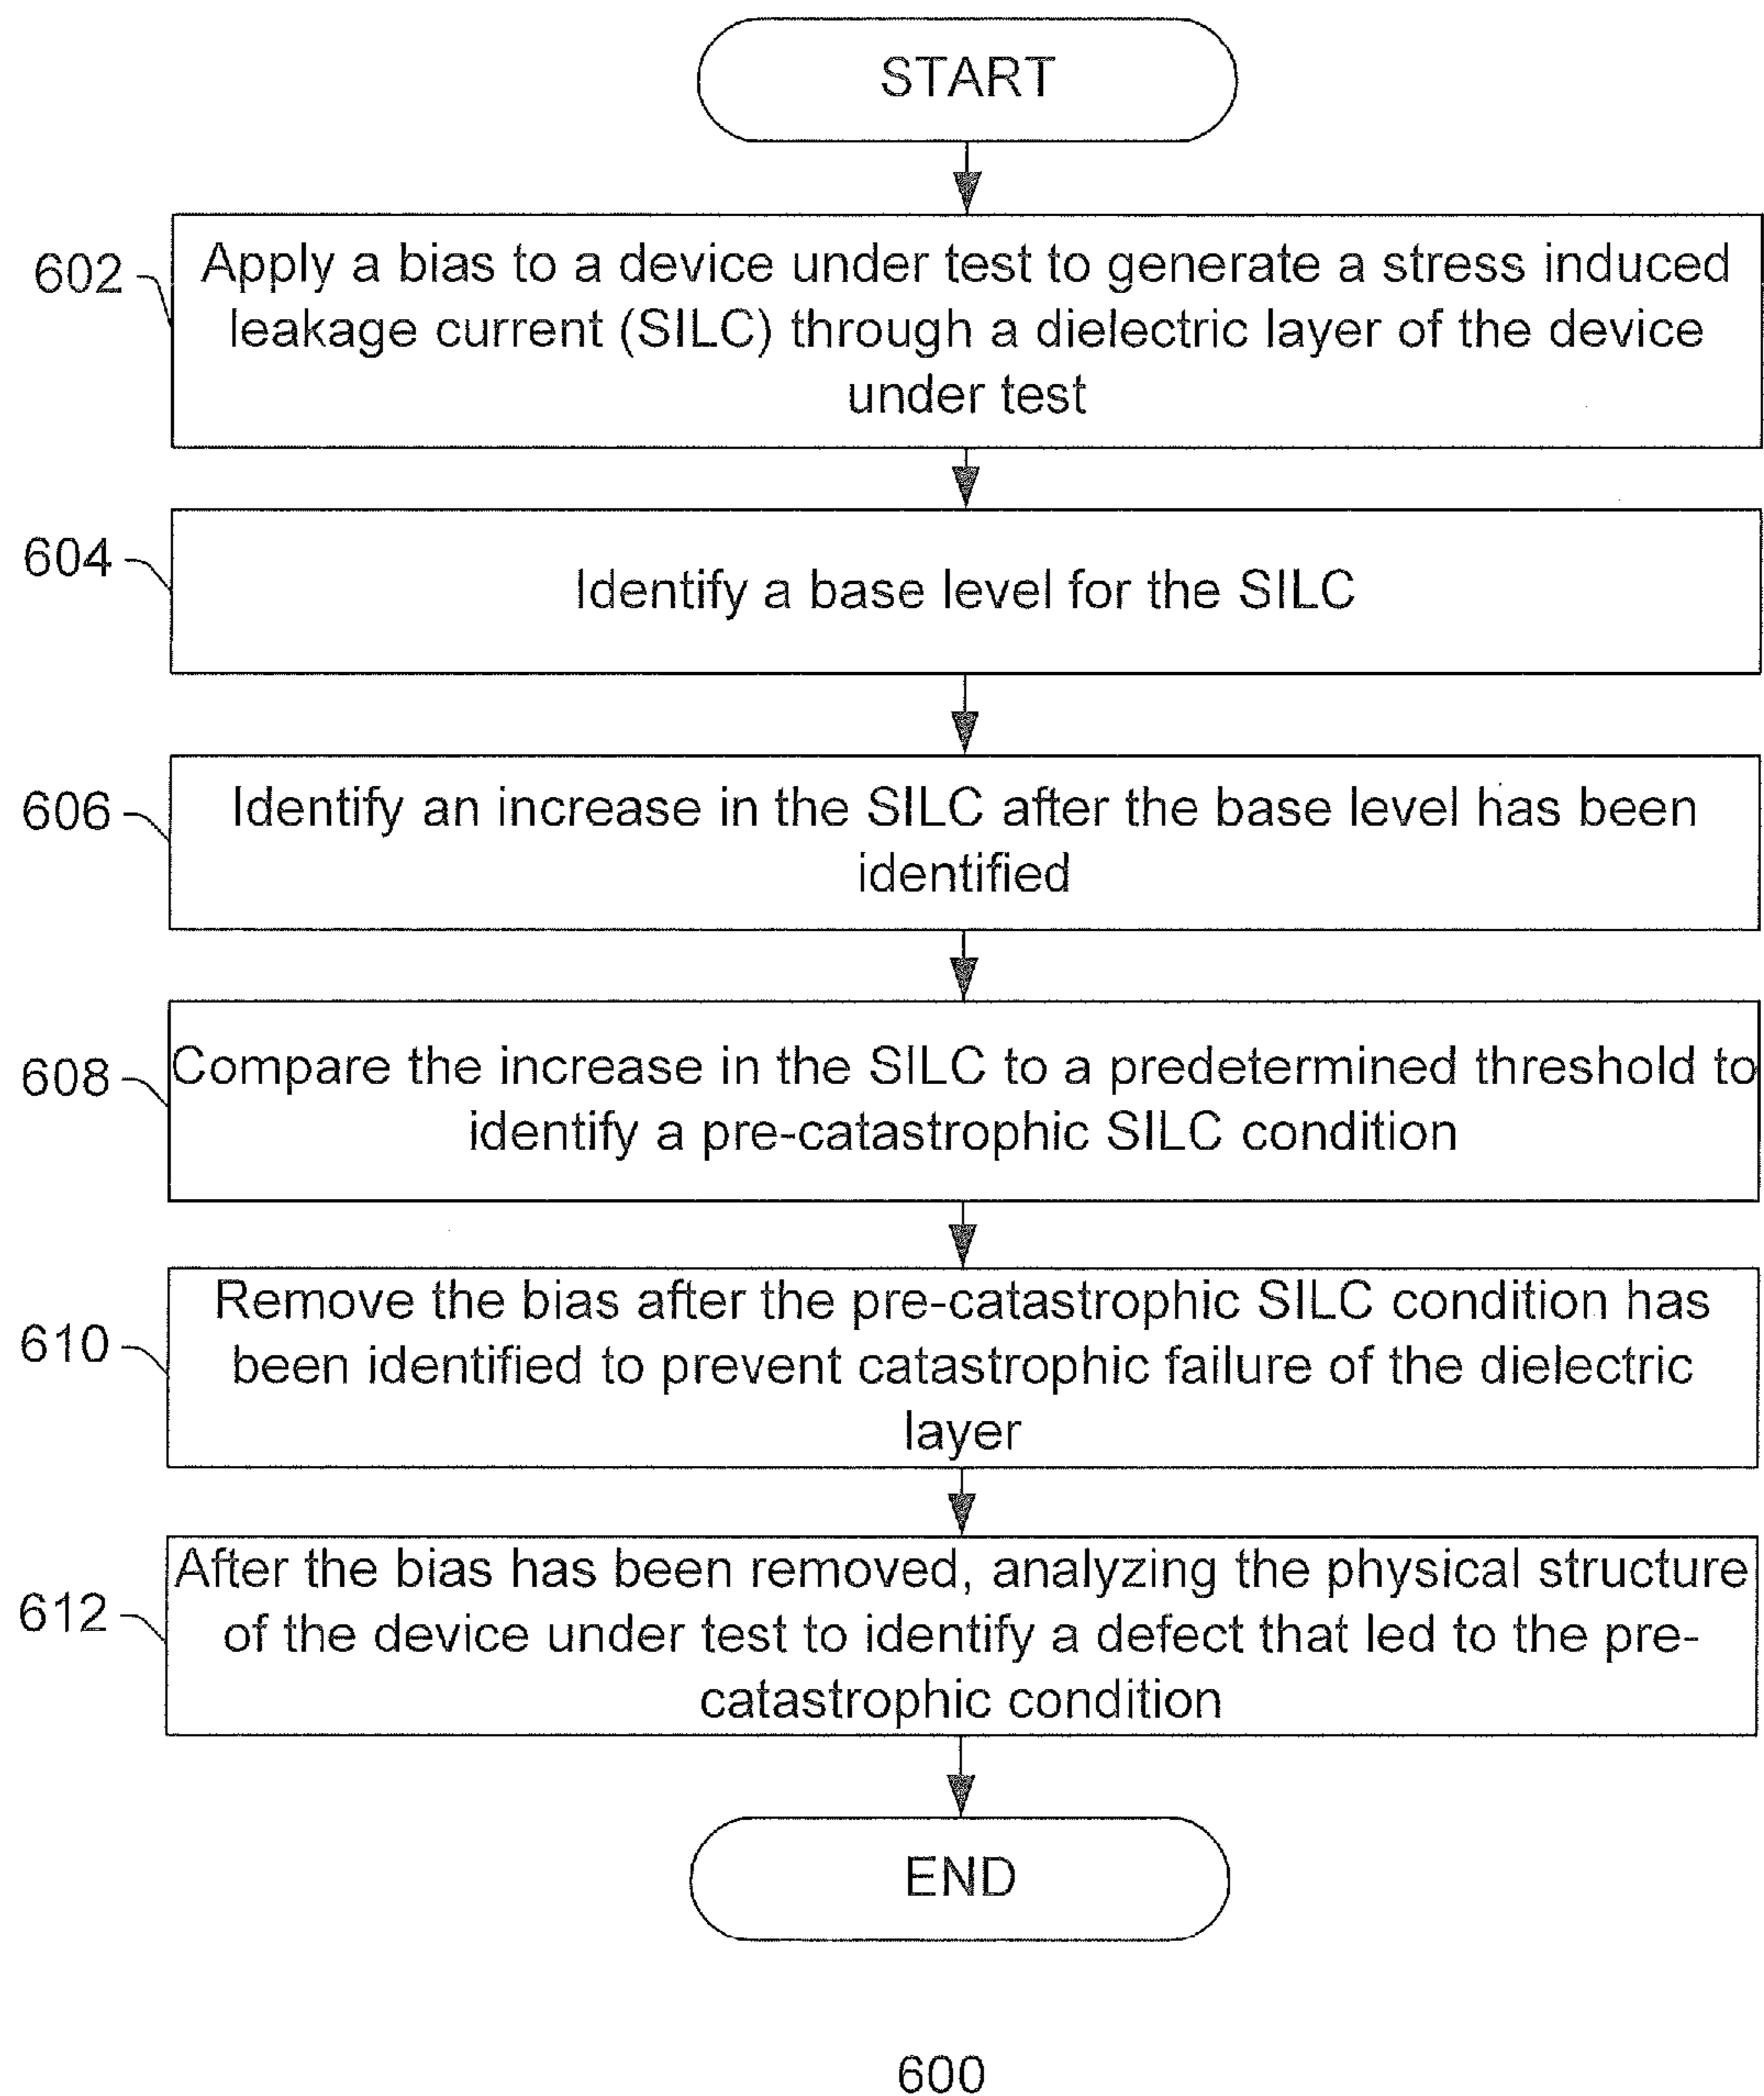 START
602
Apply a bias to a device under test to generate a stress induced
leakage current (SILC) through a dielectric layer of the device
under test
604
Identify a base level for the SILC
606
Identify an increase in the SILC after the base level has been
identified
608
Compare the increase in the SILC to a predetermined threshold to
identify a pre-catastrophic SILC condition
610
Remove the bias after the pre-catastrophic SILC condition has
been identified to prevent catastrophic failure of the dielectric
layer
612
After the bias has been removed, analyzing the physical structure
of the device under test to identify a defect that led to the pre-
catastrophic condition
END
600